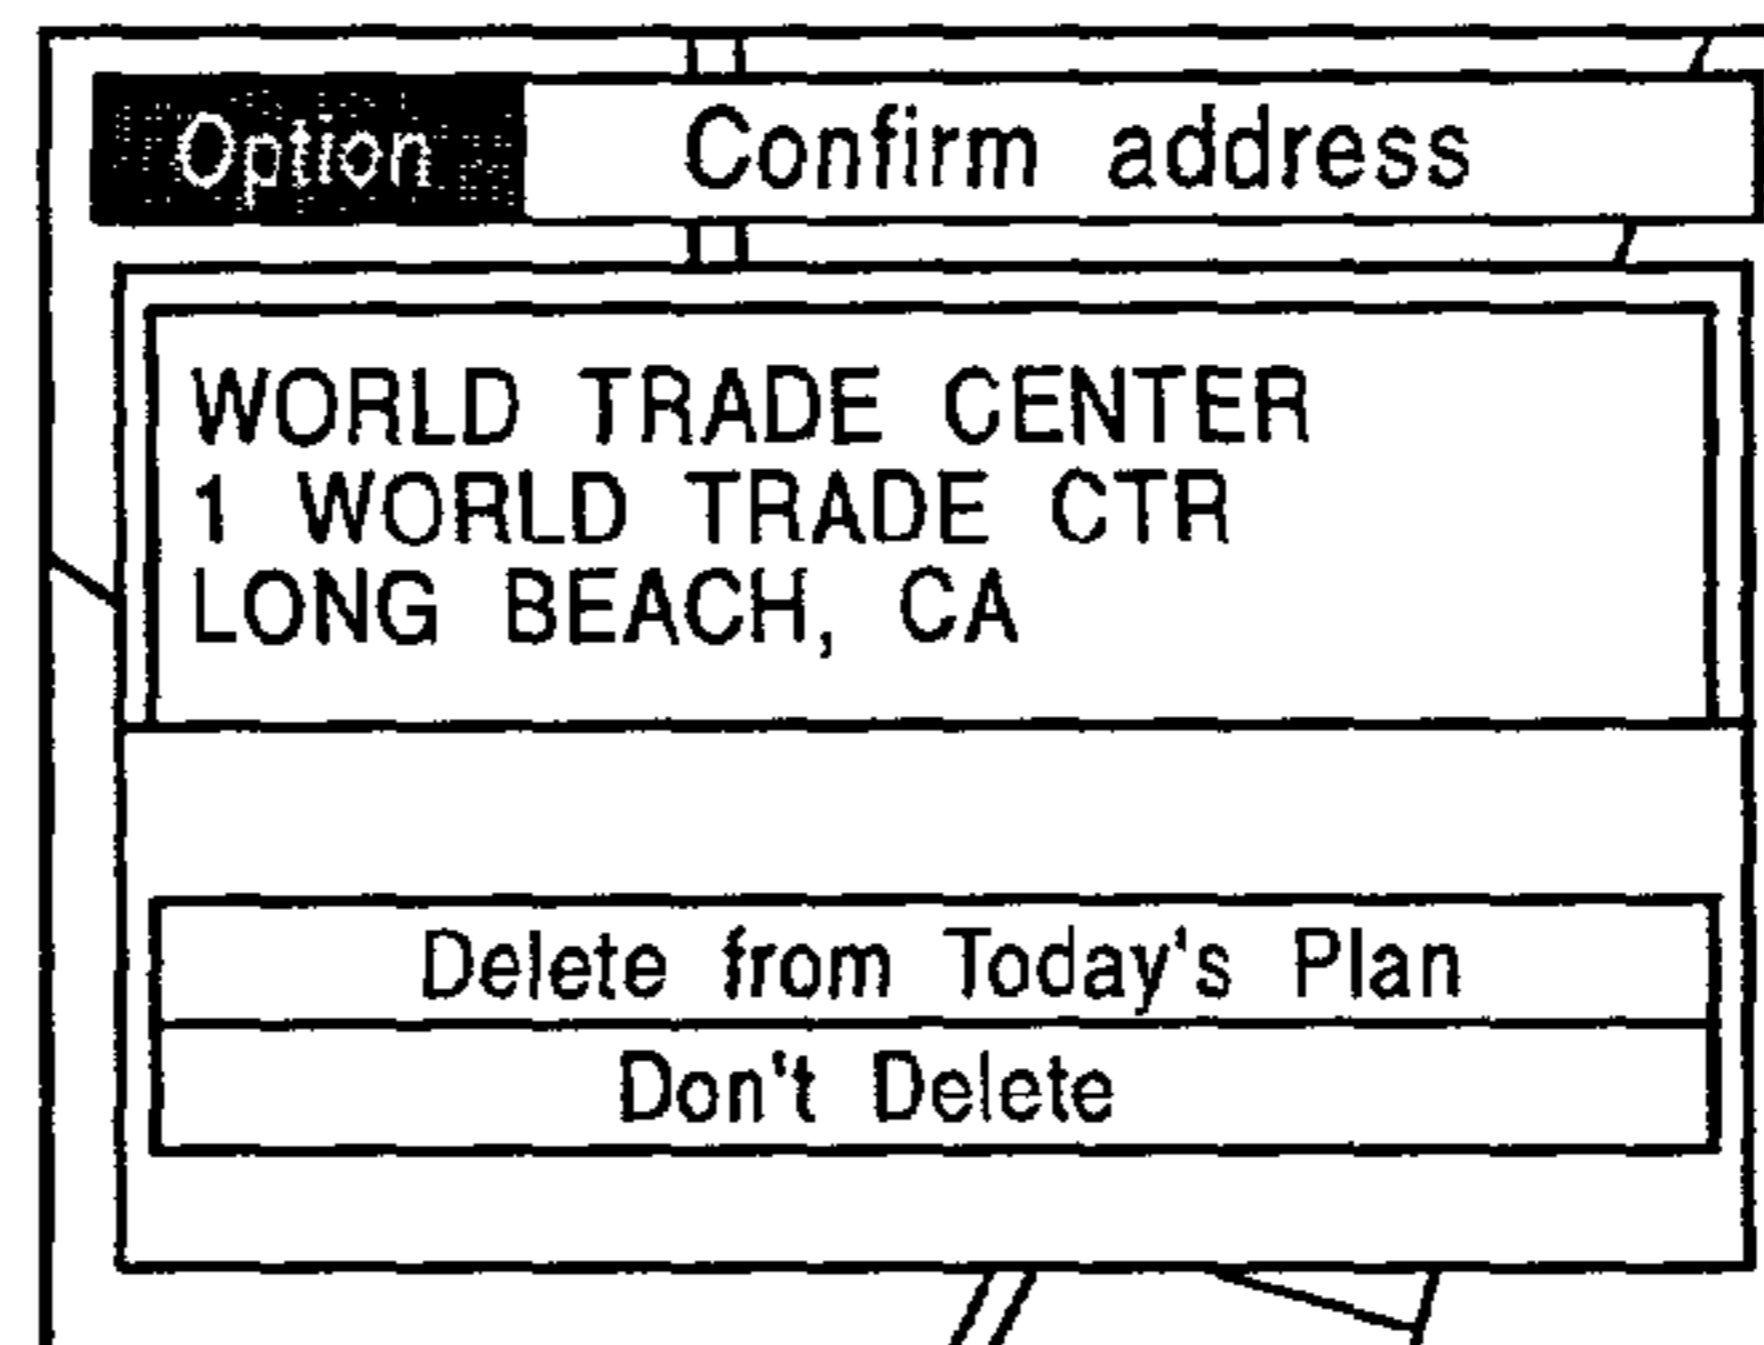 Option Confirm address
WORLD TRADE CENTER
1 WORLD TRADE CTR
LONG BEACH, CA
Delete from Today's Plan
Don't Delete